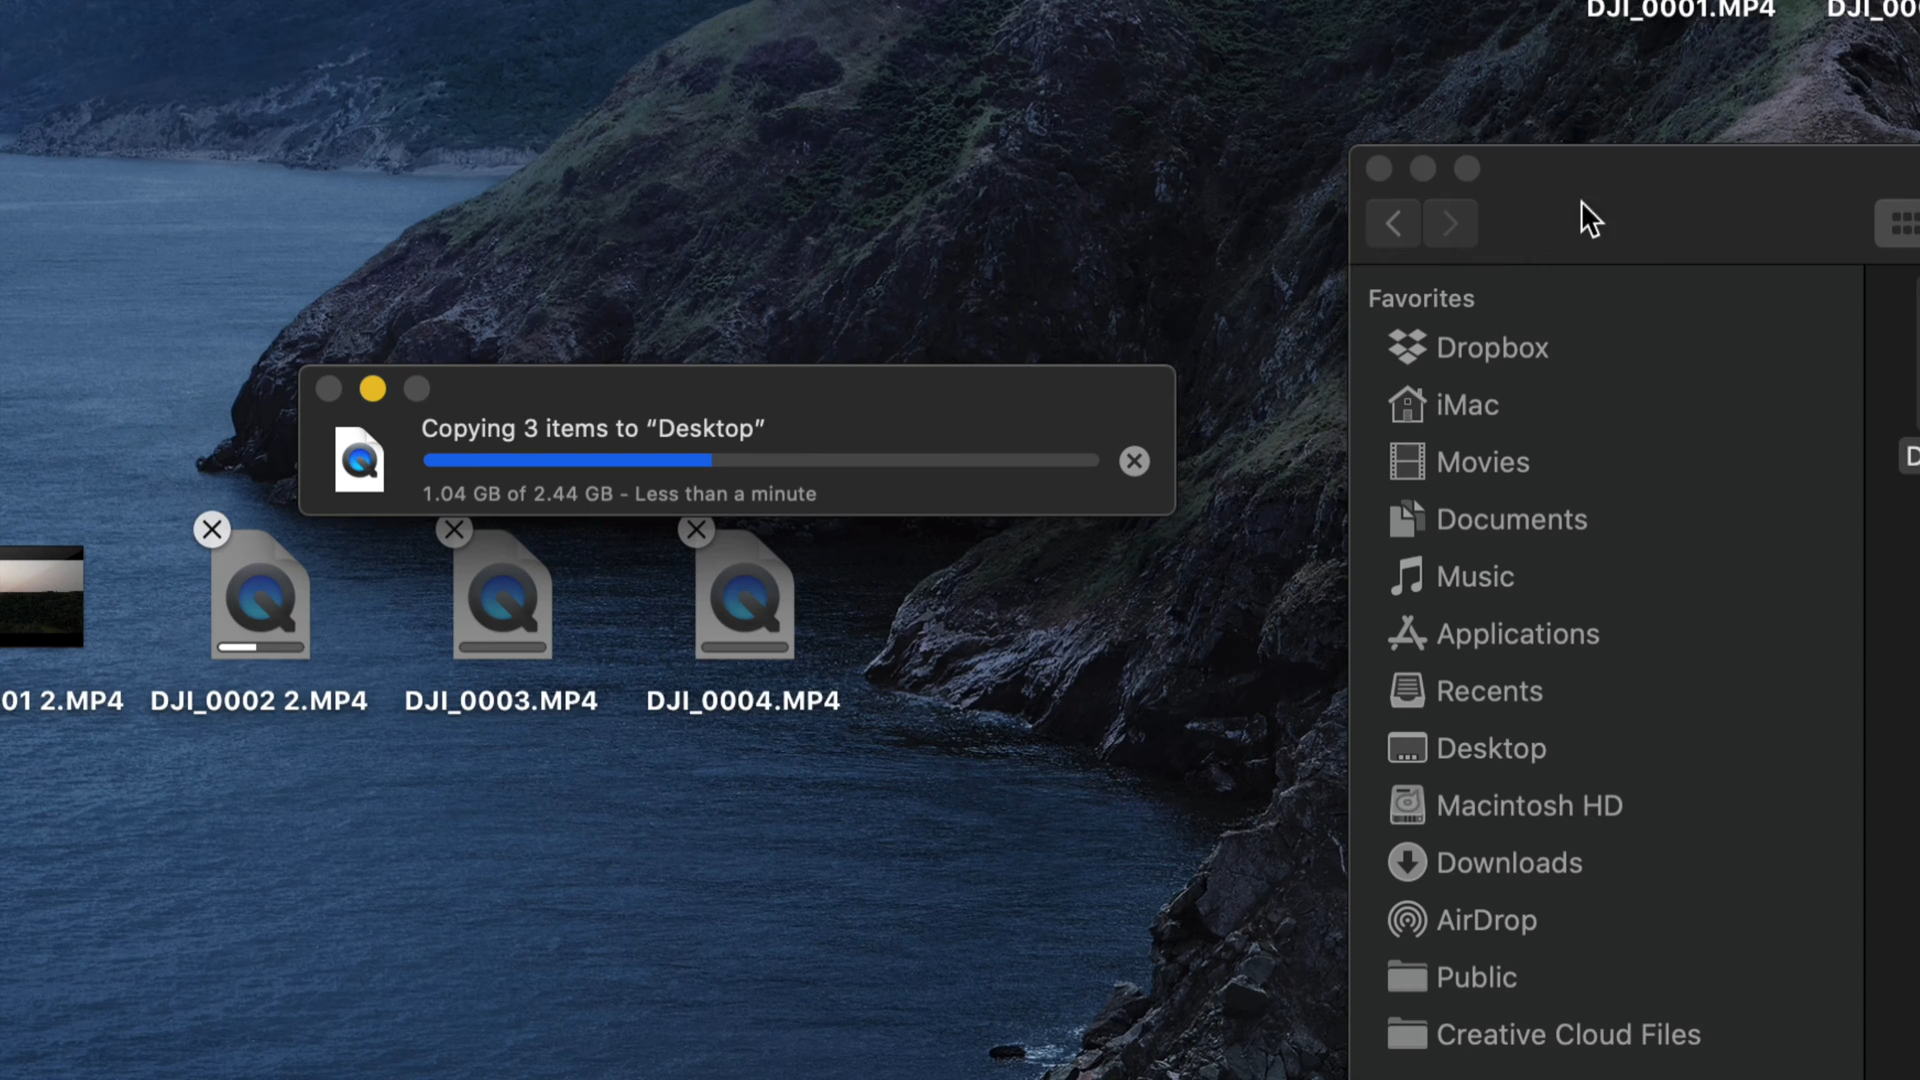 DJI_0001.MP4
Copying 3 items to “Desktop”
1.04 GB of 2.44 GB - Less than a minute
01 2.MP4
DJI_0002 2.MP4
DJI_0003.MP4
DJI_0004.MP4
Favorites
Dropbox
iMac
Movies
Documents
Music
Applications
Recents
Desktop
Macintosh HD
Downloads
AirDrop
Public
Creative Cloud Files